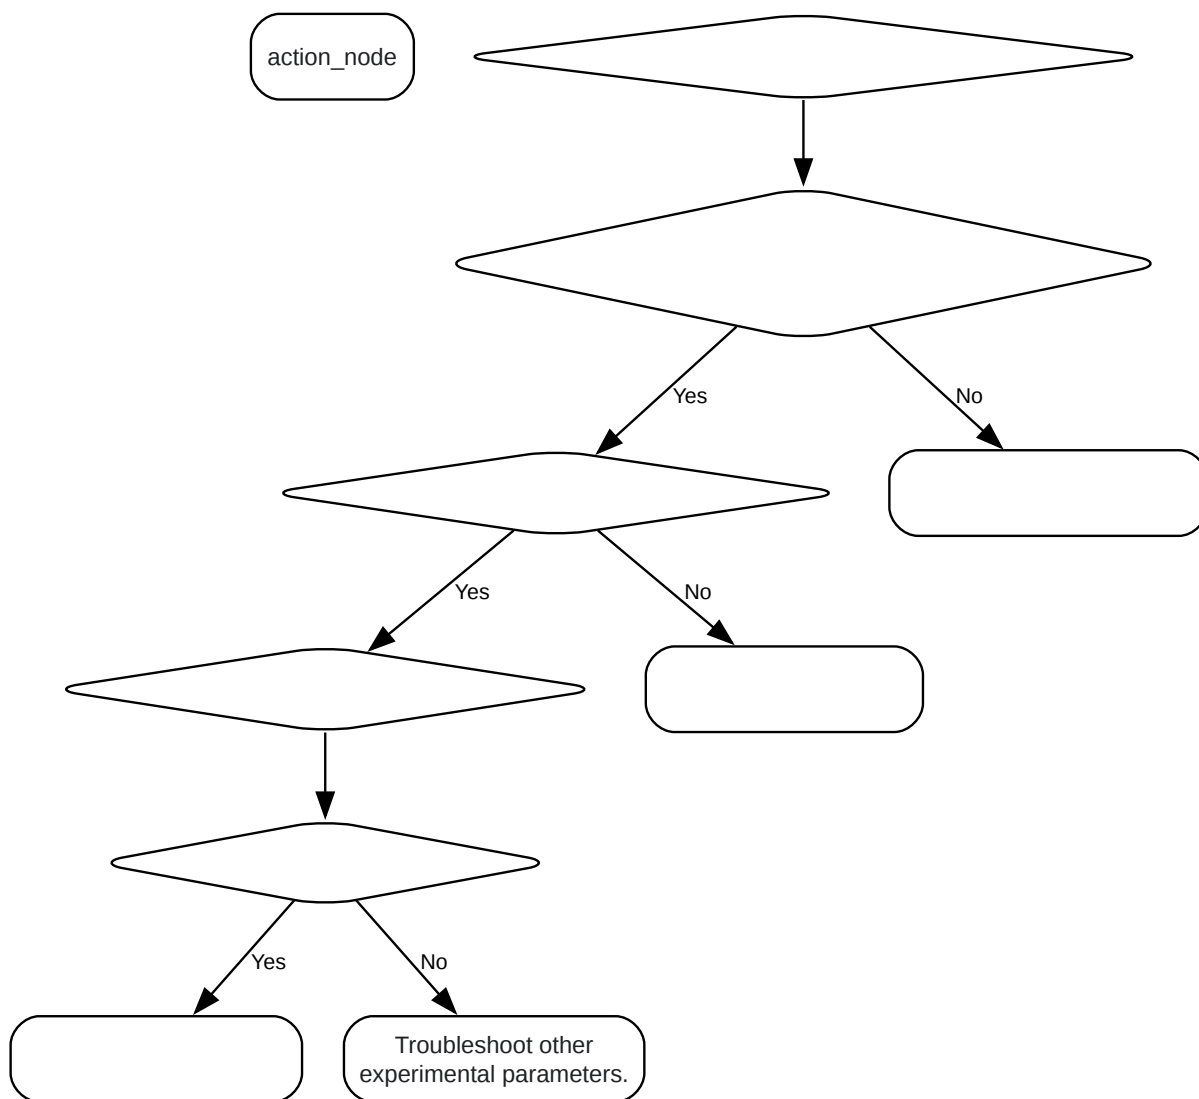 action_node
Yes
No
Yes
No
Yes
No
Troubleshoot other
experimental parameters.